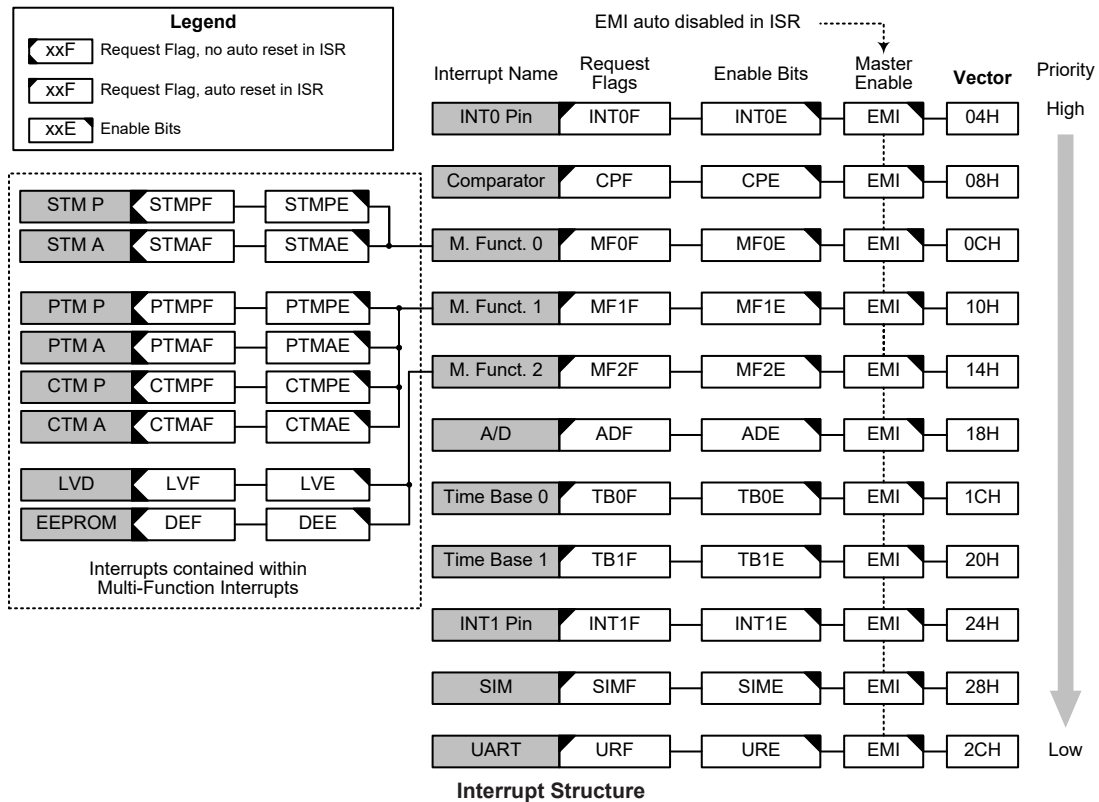 Legend
xxF Request Flag, no auto reset in ISR
xxF Request Flag, auto reset in ISR
xxE Enable Bits
EMI auto disabled in ISR
Interrupt Name Request Flags Enable Bits Master Enable Vector Priority
INT0 Pin INT0F INT0E EMI 04H High
Comparator CPF CPE EMI 08H
STM P STMPF STMPE
STM A STMAF STMAE M. Funct. 0 MF0F MF0E EMI 0CH
PTM P PTMPF PTMPE M. Funct. 1 MF1F MF1E EMI 10H
PTM A PTMAF PTMAE
CTM P CTMPF CTMPE M. Funct. 2 MF2F MF2E EMI 14H
CTM A CTMAF CTMAE A/D ADF ADE EMI 18H
LVD LVF LVE Time Base 0 TB0F TB0E EMI 1CH
EEPROM DEF DEE
Interrupts contained within
Multi-Function Interrupts
Time Base 1 TB1F TB1E EMI 20H
INT1 Pin INT1F INT1E EMI 24H
SIM SIMF SIME EMI 28H
UART URF URE EMI 2CH Low
Interrupt Structure